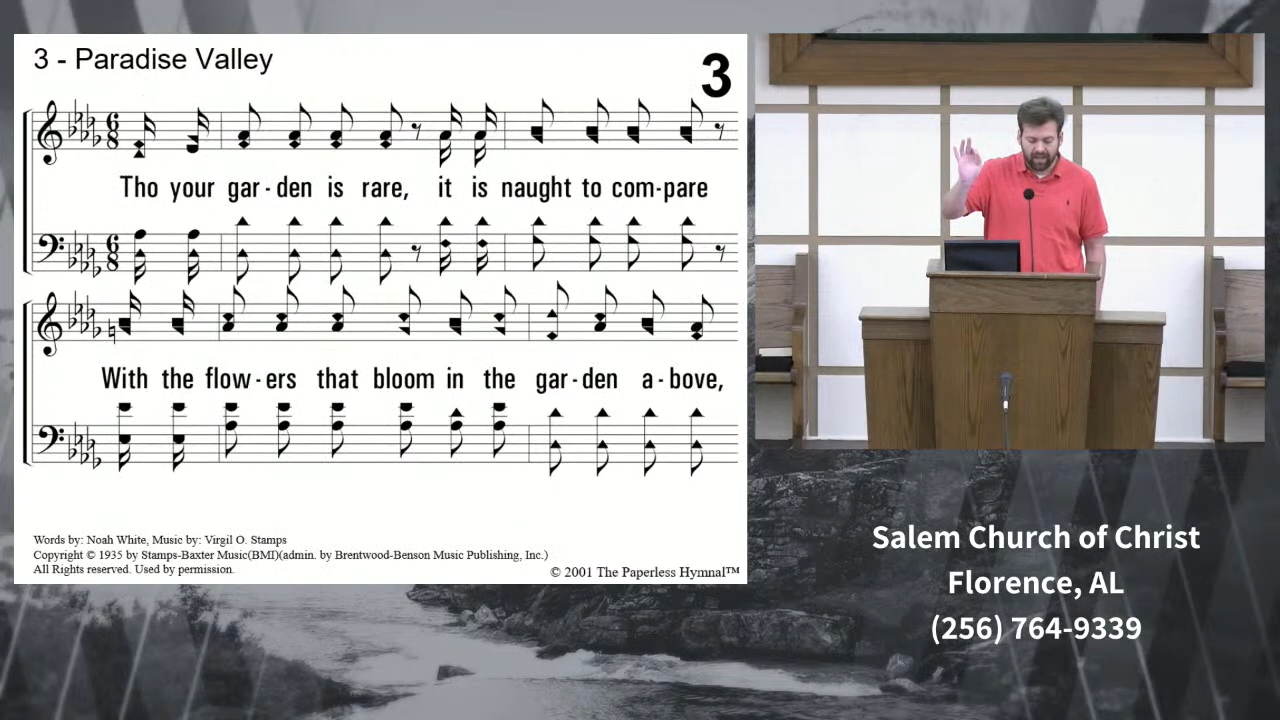 3 - Paradise Valley
3
Tho your gar - den is rare, it is naught to com - pare
With the flow - ers that bloom in the gar - den a - bove,
Words by: Noah White, Music by: Virgil O. Stamps
Copyright © 1935 by Stamps-Baxter Music(BMI)(admin. by Brentwood-Benson Music Publishing, Inc.)
All Rights reserved. Used by permission.
© 2001 The Paperless Hymnal™
Salem Church of Christ
Florence, AL
(256) 764-9339